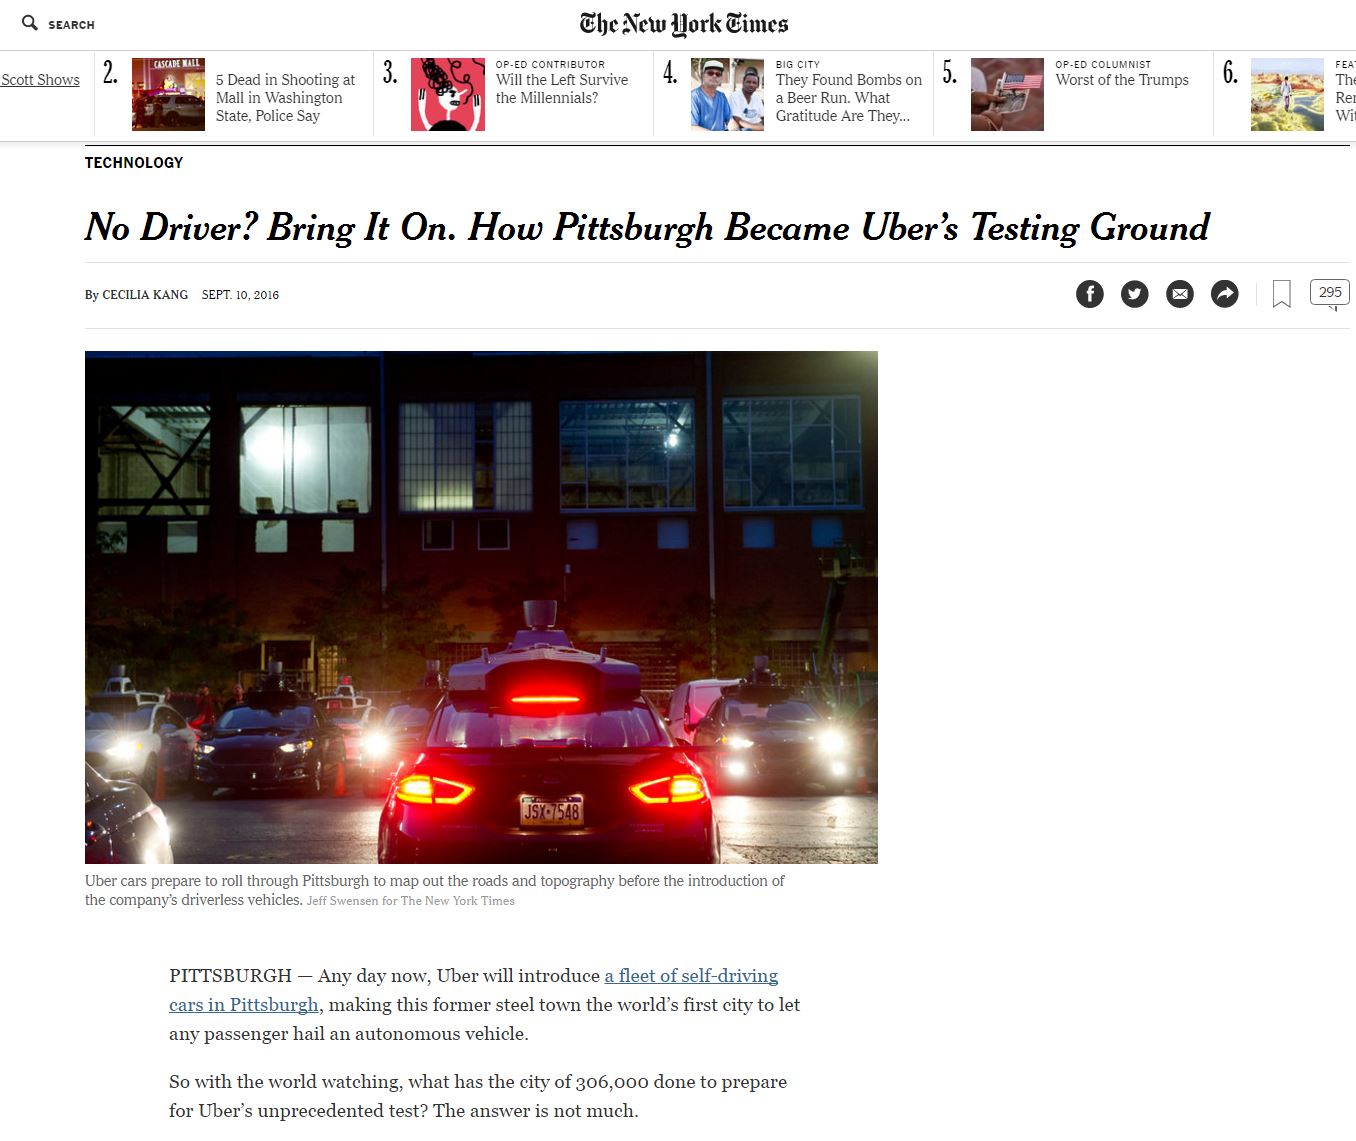 SEARCH
The New York Times
Scott Shows
2.
CASCADE MALL
5 Dead in Shooting at
Mall in Washington
State, Police Say
3.
OP-ED CONTRIBUTOR
Will the Left Survive
the Millennials?
4.
BIG CITY
They Found Bombs on
a Beer Run. What
Gratitude Are They...
5.
OP-ED COLUMNIST
Worst of the Trumps
6.
TECHNOLOGY
No Driver? Bring It On. How Pittsburgh Became Uber's Testing Ground
By CECILIA KANG SEPT. 10, 2016
295
JSX-7548
Uber cars prepare to roll through Pittsburgh to map out the roads and topography before the introduction of
the company's driverless vehicles. Jeff Swensen for The New York Times
PITTSBURGH — Any day now, Uber will introduce a fleet of self-driving
cars in Pittsburgh, making this former steel town the world's first city to let
any passenger hail an autonomous vehicle.
So with the world watching, what has the city of 306,000 done to prepare
for Uber's unprecedented test? The answer is not much.